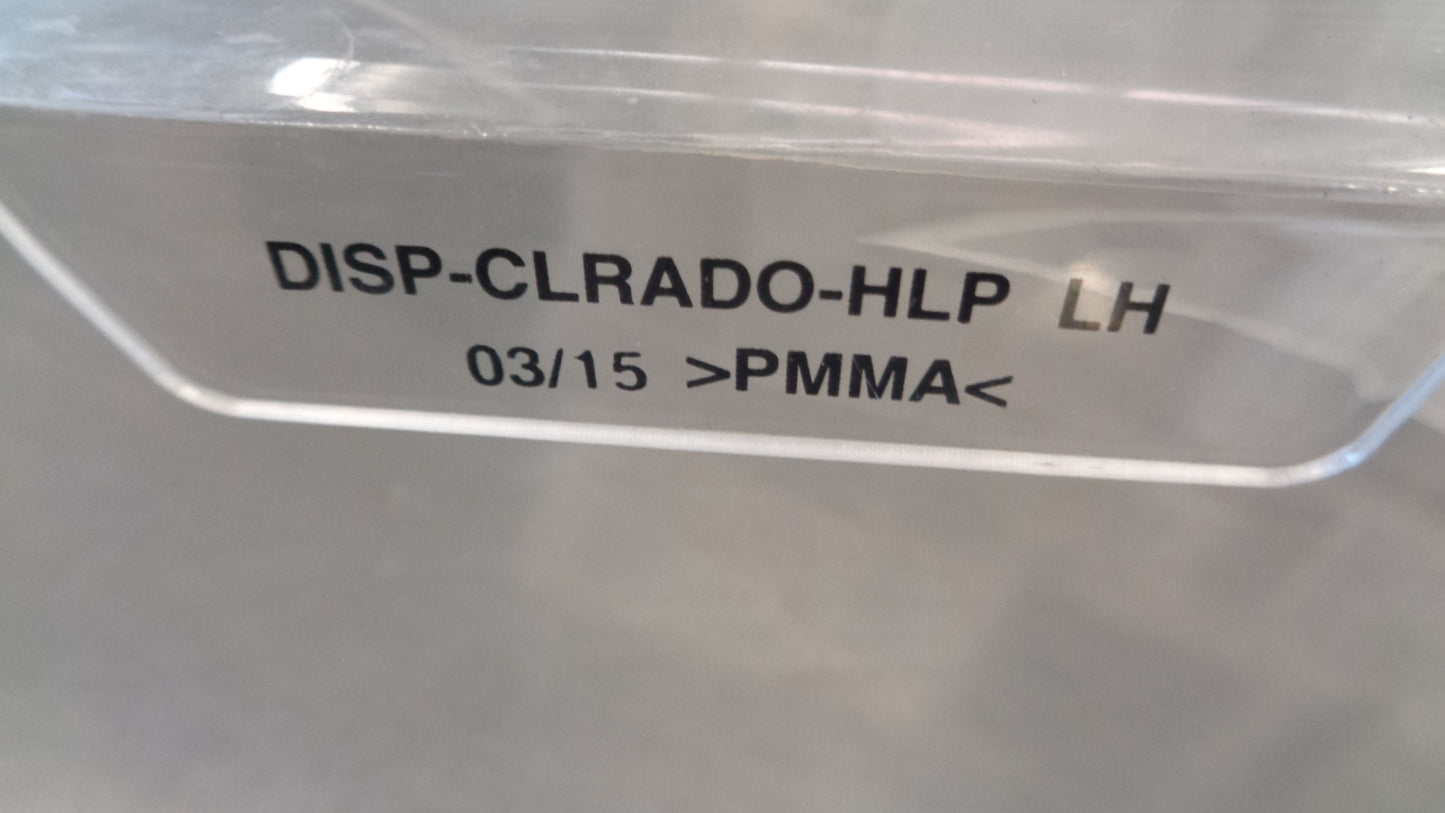 DISP-CLRADO-HLP LH
03/15 >PMMA<